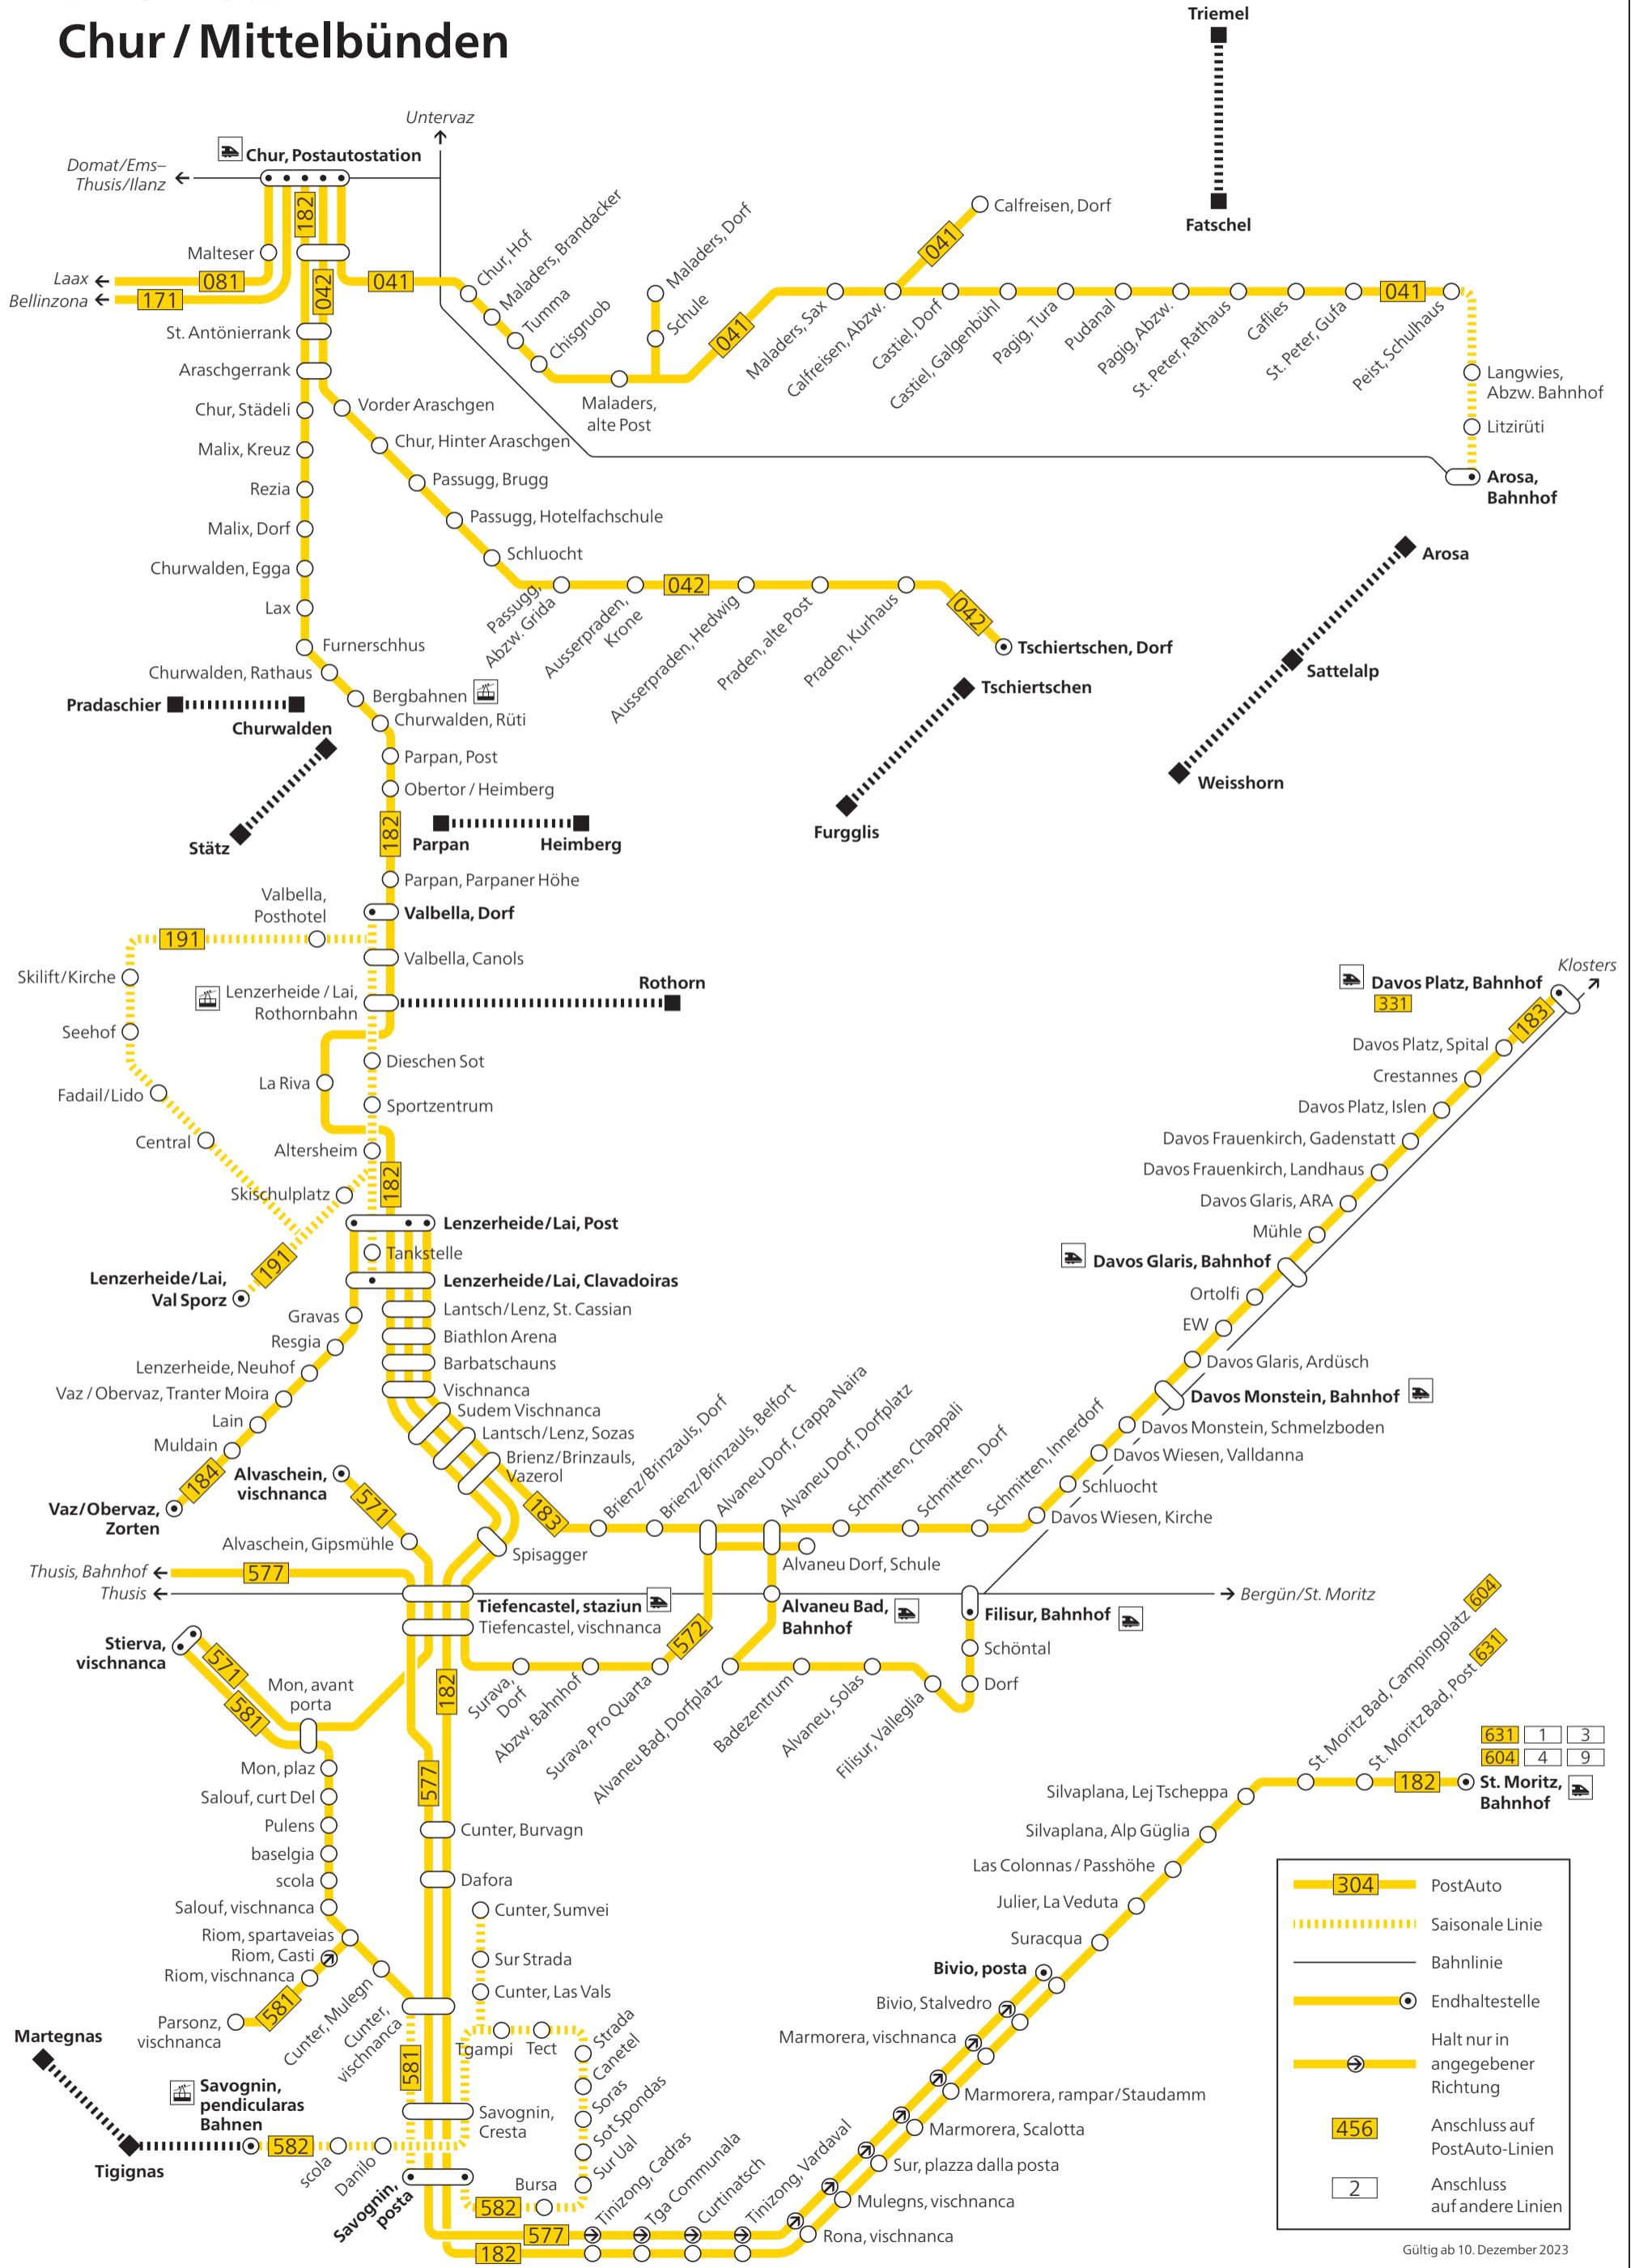 Chur / Mittelbünden
Triemel
Fatschel
Untervaz
Chur, Postautostation
Domat/Ems–
Thusis/Ilanz
182
Malteser
Laax
081
Bellinzona
171
042
041
Chur, Hof
Maladers, Brandacker
Tumma
Chisgruob
Maladers,
alte Post
Schule
Maladers, Dorf
041
Maladers, Sax
Calfreisen, Abzw.
041
Calfreisen, Dorf
Castiel, Dorf
Castiel, Galgenbühl
Pagig, Tura
Pudanal
Pagig, Abzw.
St. Peter, Rathaus
Caflies
St. Peter, Gufa
041
Peist, Schulhaus
Langwies,
Abzw. Bahnhof
Litzirüti
Arosa,
Bahnhof
St. Antönierrank
Araschgerrank
Chur, Städeli
Malix, Kreuz
Rezia
Malix, Dorf
Churwalden, Egga
Lax
Furnerschhus
Churwalden, Rathaus
Bergbahnen
Churwalden, Rüti
Parpan, Post
Obertor / Heimberg
182
Parpan, Parpaner Höhe
Vorder Araschgen
Chur, Hinter Araschgen
Passugg, Brugg
Passugg, Hotelfachschule
Schluocht
Passugg,
Abzw. Grida
Ausserpraden,
Krone
042
Ausserpraden, Hedwig
Praden, alte Post
Praden, Kurhaus
042
Tschiertschen, Dorf
Tschiertschen
Furgglis
Arosa
Sattelalp
Weisshorn
Pradaschier
Churwalden
Stätz
Parpan
Heimberg
Valbella,
Posthotel
Valbella, Dorf
191
Valbella, Canols
Skilift/Kirche
Lenzerheide / Lai,
Rothornbahn
Rothorn
Seehof
Dieschen Sot
La Riva
Fadail/Lido
Sportzentrum
Central
Altersheim
Skischulplatz
182
Lenzerheide/Lai, Post
Tankstelle
191
Lenzerheide/Lai,
Val Sporz
Lenzerheide/Lai, Clavadoiras
Gravas
Resgia
Lenzerheide, Neuhof
Vaz / Obervaz, Tranter Moira
Lain
Muldain
184
Vaz/Obervaz,
Zorten
Lantsch/Lenz, St. Cassian
Biathlon Arena
Barbatschauns
Vischnanca
Sudem Vischnanca
Lantsch/Lenz, Sozas
Brienz/Brinzauls,
Vazerol
183
Brienz/Brinzauls, Dorf
Brienz/Brinzauls, Belfort
Alvaneu Dorf, Crappa Naira
Alvaneu Dorf, Dorfplatz
Schmitten, Chappali
Schmitten, Dorf
Schmitten, Innerdorf
Davos Wiesen, Kirche
Schluocht
Davos Wiesen, Valldanna
Davos Monstein, Schmelzboden
Davos Monstein, Bahnhof
Davos Glaris, Ardüsch
EW
Ortolfi
Davos Glaris, Bahnhof
Mühle
Davos Glaris, ARA
Davos Frauenkirch, Landhaus
Davos Frauenkirch, Gadenstatt
Davos Platz, Islen
Crestannes
Davos Platz, Spital
183
Davos Platz, Bahnhof
331
Klosters
Alvaschein,
vischnanca
571
Alvaschein, Gipsmühle
Spisagger
Alvaneu Dorf, Schule
Thusis, Bahnhof
577
Thusis
Tiefencastel, staziun
Tiefencastel, vischnanca
Alvaneu Bad,
Bahnhof
Filisur, Bahnhof
Bergün/St. Moritz
Schöntal
Dorf
Stierva,
vischnanca
571
581
Mon, avant
porta
182
Surava,
Dorf
Abzw. Bahnhof
Surava, Pro Quarta
572
Alvaneu Bad, Dorfplatz
Badezentrum
Alvaneu, Solas
Filisur, Valleglia
Mon, plaz
Salouf, curt Del
Pulens
baselgia
scola
Salouf, vischnanca
Riom, spartaveias
Riom, Casti
Riom, vischnanca
581
Parsonz,
vischnanca
Cunter, Mulegn
Cunter,
vischnanca
577
Cunter, Burvagn
Dafora
Cunter, Sumvei
Sur Strada
Cunter, Las Vals
Tgampi
Tect
Strada
Canetel
Soras
Sot Spondas
Sur Ual
Bursa
582
581
Savognin,
Cresta
Martegnas
Tigignas
Savognin,
pendicularas
Bahnen
582
scola
Danilo
Savognin,
posta
577
182
Tinizong, Cadras
Tga Communala
Curtinatsch
Tinizong, Vardaval
Rona, vischnanca
Mulegns, vischnanca
Sur, plazza dalla posta
Marmorera, Scalotta
Marmorera, rampar/Staudamm
Marmorera, vischnanca
Bivio, Stalvedro
Bivio, posta
Suracqua
Julier, La Veduta
Las Colonnas / Passhöhe
Silvaplana, Alp Güglia
Silvaplana, Lej Tscheppa
St. Moritz Bad, Campingplatz 604
St. Moritz Bad, Post 631
182
631 1 3
604 4 9
St. Moritz,
Bahnhof
304 PostAuto
Saisonale Linie
Bahnlinie
Endhaltestelle
Halt nur in
angegebener
Richtung
456 Anschluss auf
PostAuto-Linien
2 Anschluss
auf andere Linien
Gültig ab 10. Dezember 2023